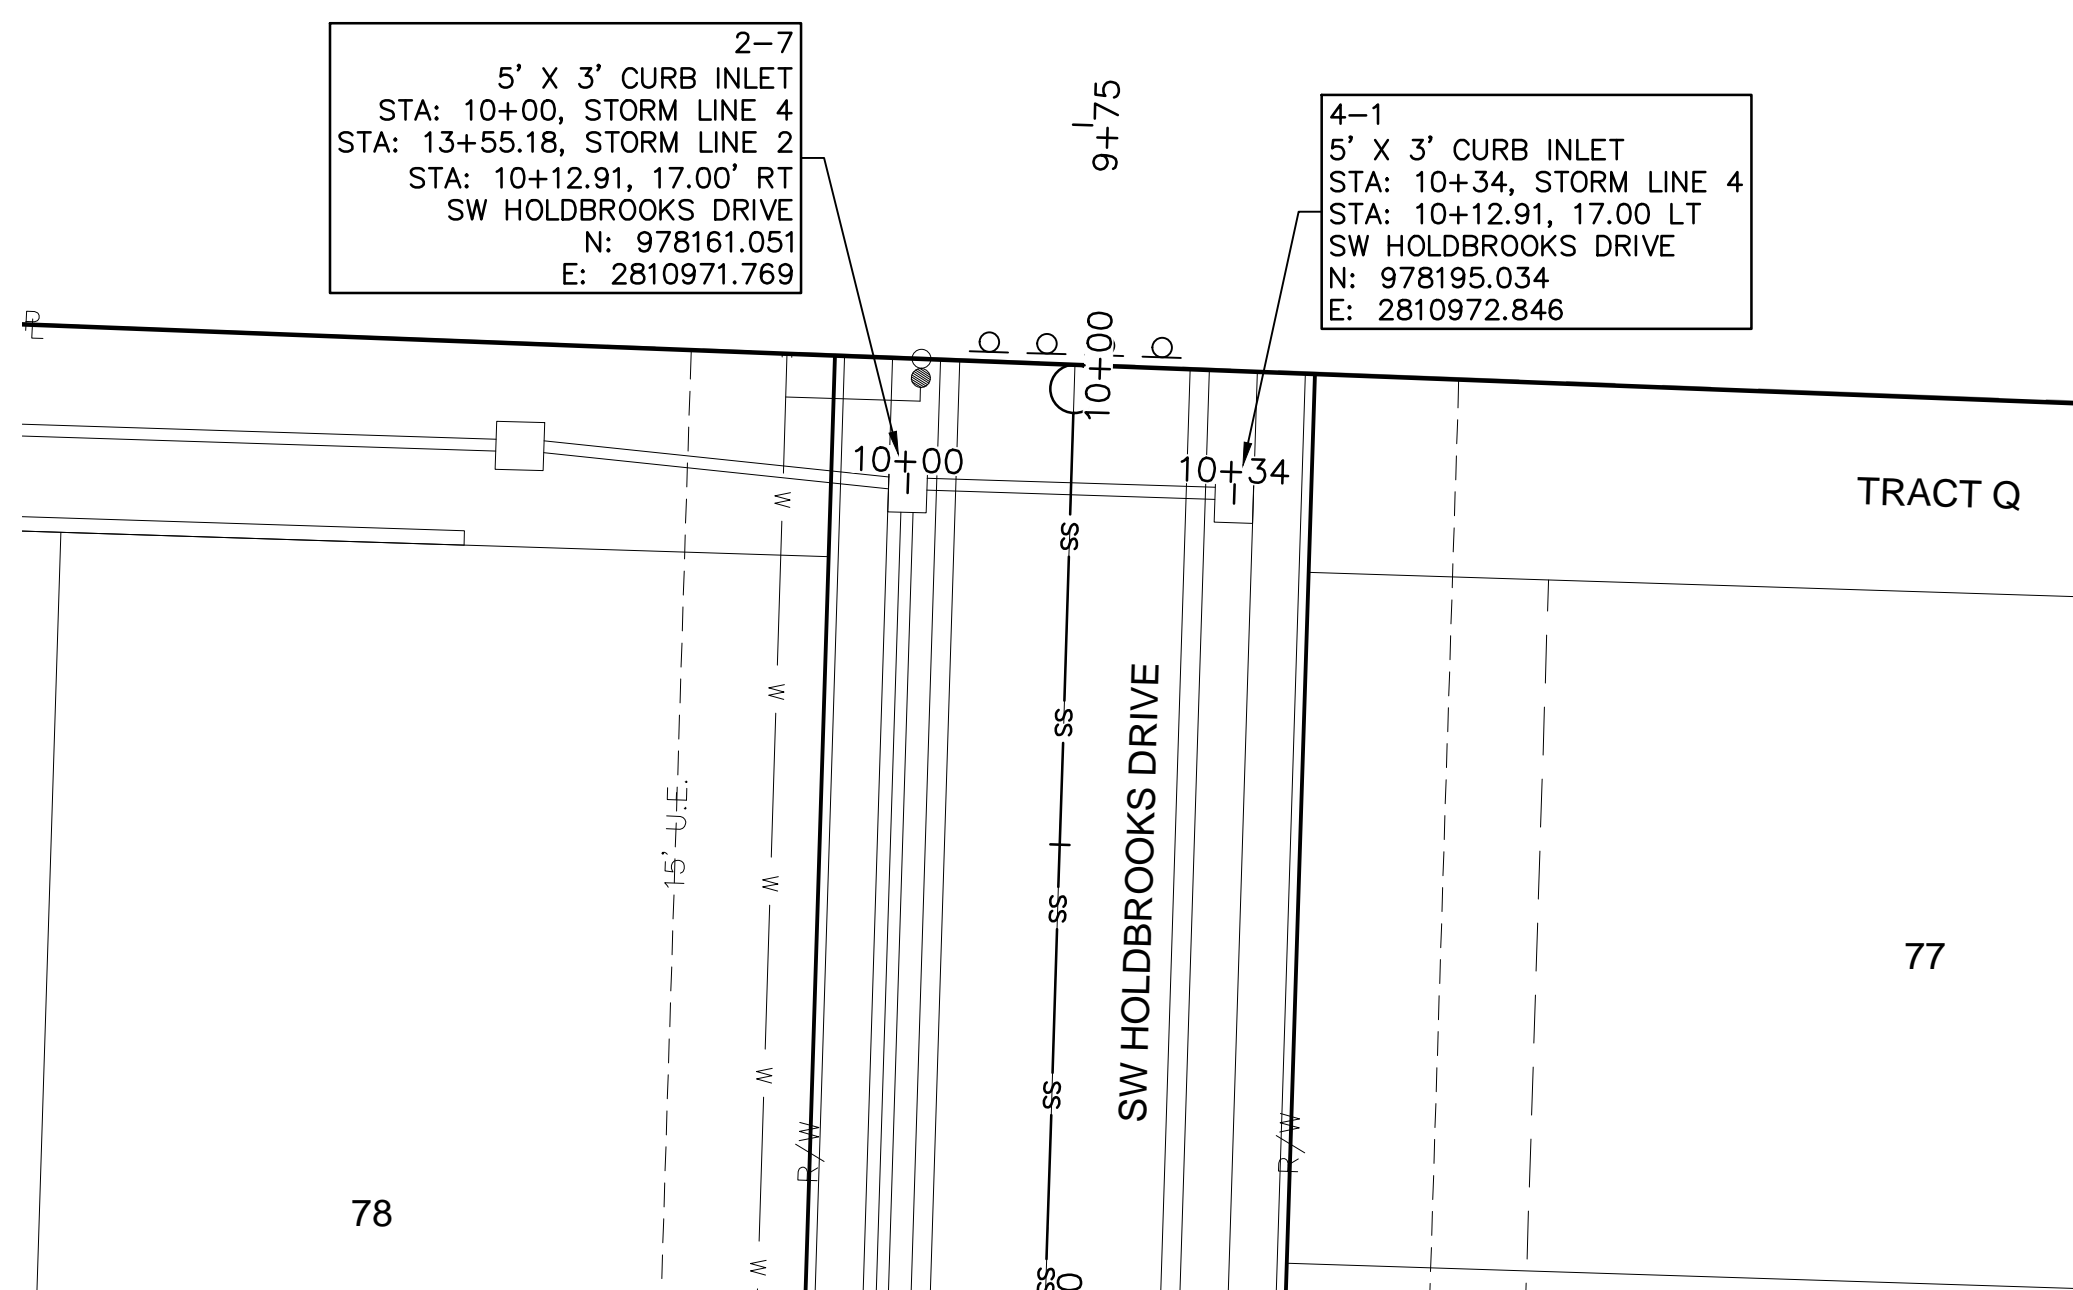 2-7
5' X 3' CURB INLET
STA: 10+00, STORM LINE 4
STA: 13+55.18, STORM LINE 2
STA: 10+12.91, 17.00' RT
SW HOLDBROOKS DRIVE
N: 978161.051
E: 2810971.769
9+75
4-1
5' X 3' CURB INLET
STA: 10+34, STORM LINE 4
STA: 10+12.91, 17.00 LT
SW HOLDBROOKS DRIVE
N: 978195.034
E: 2810972.846
PL
10+00
10+00
10+34
TRACT Q
W
SS
W
SS
SW HOLDBROOKS DRIVE
15' U.E.
W
SS
77
W
SS
R/W
R/W
78
W
SS
0